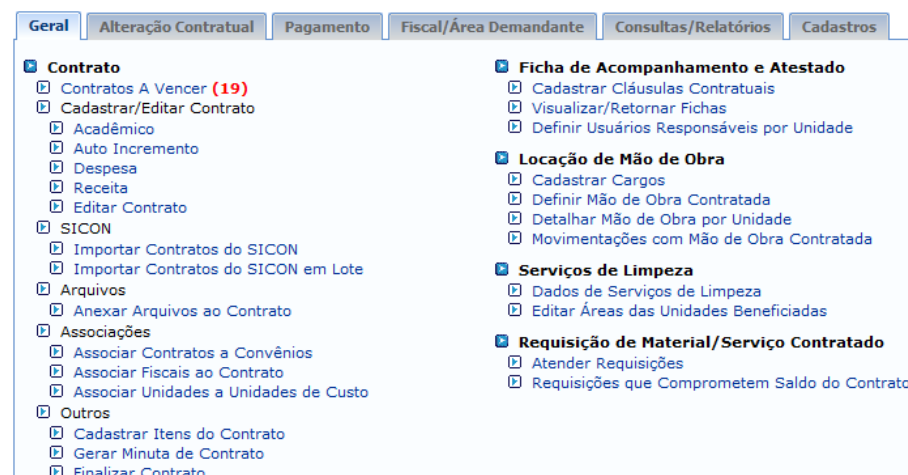 Geral
Alteração Contratual
Pagamento
Fiscal/Área Demandante
Consultas/Relatórios
Cadastros
Contrato
Contratos A Vencer (19)
Cadastrar/Editar Contrato
Acadêmico
Auto Incremento
Despesa
Receita
Editar Contrato
SICON
Importar Contratos do SICON
Importar Contratos do SICON em Lote
Arquivos
Anexar Arquivos ao Contrato
Associações
Associar Contratos a Convênios
Associar Fiscais ao Contrato
Associar Unidades a Unidades de Custo
Outros
Cadastrar Itens do Contrato
Gerar Minuta de Contrato
Finalizar Contrato
Ficha de Acompanhamento e Atestado
Cadastrar Cláusulas Contratuais
Visualizar/Retornar Fichas
Definir Usuários Responsáveis por Unidade
Locação de Mão de Obra
Cadastrar Cargos
Definir Mão de Obra Contratada
Detalhar Mão de Obra por Unidade
Movimentações com Mão de Obra Contratada
Serviços de Limpeza
Dados de Serviços de Limpeza
Editar Áreas das Unidades Beneficiadas
Requisição de Material/Serviço Contratado
Atender Requisições
Requisições que Comprometem Saldo do Contrato